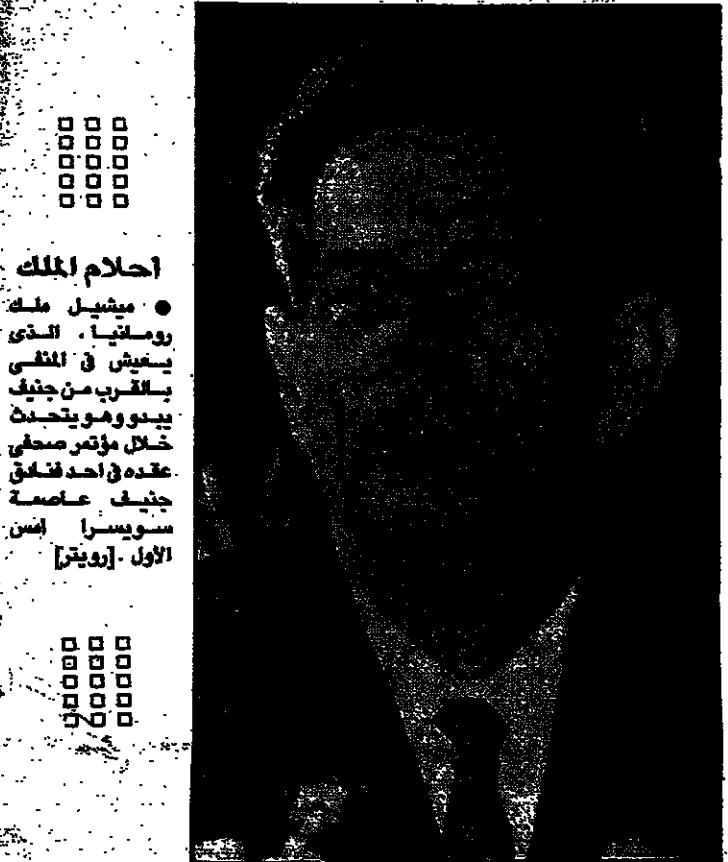 احلام الملك
● ميشيل ملك
رومانيا، الذى
يعيش في المنفى
بالقرب من جنيف
يبدو وهو يتحدث
خلال مؤتمر صحفي
عقده في احد فنادق
جنيف عاصمة
سويسرا امس
الأول . [رويتر]